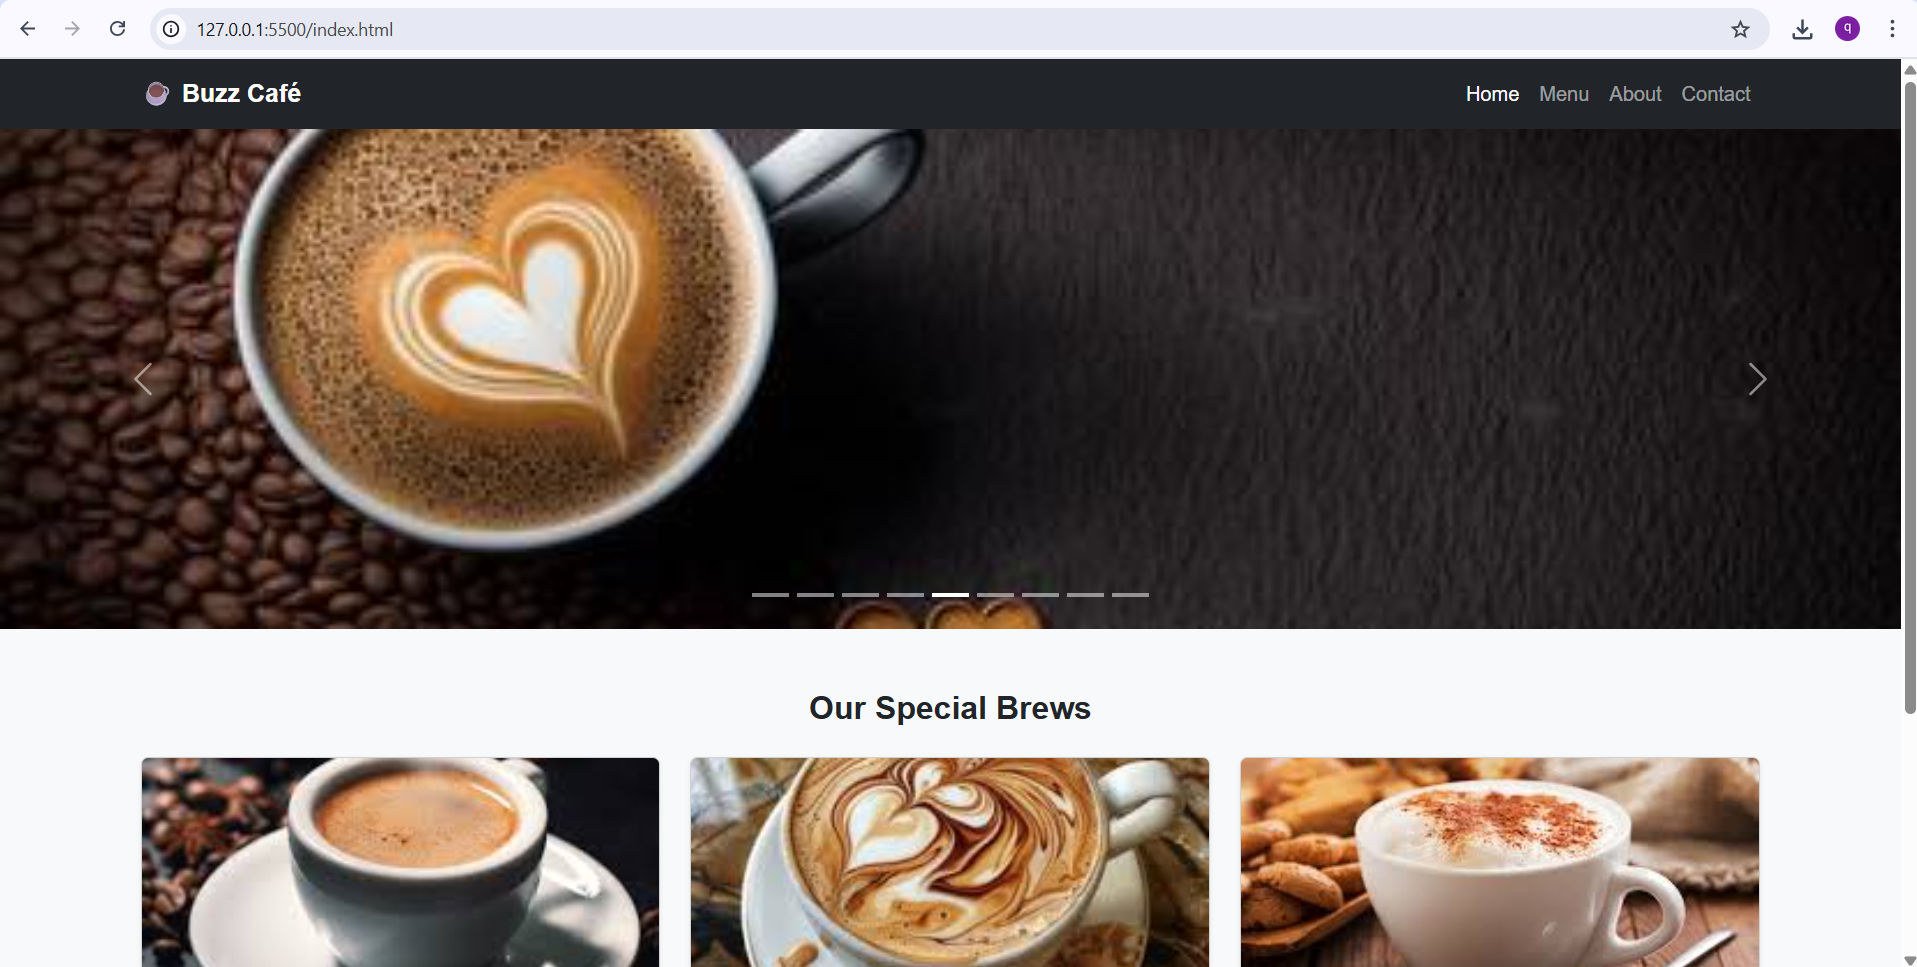 127.0.0.1:5500/index.html
q
Buzz Café
Home Menu About Contact
Our Special Brews